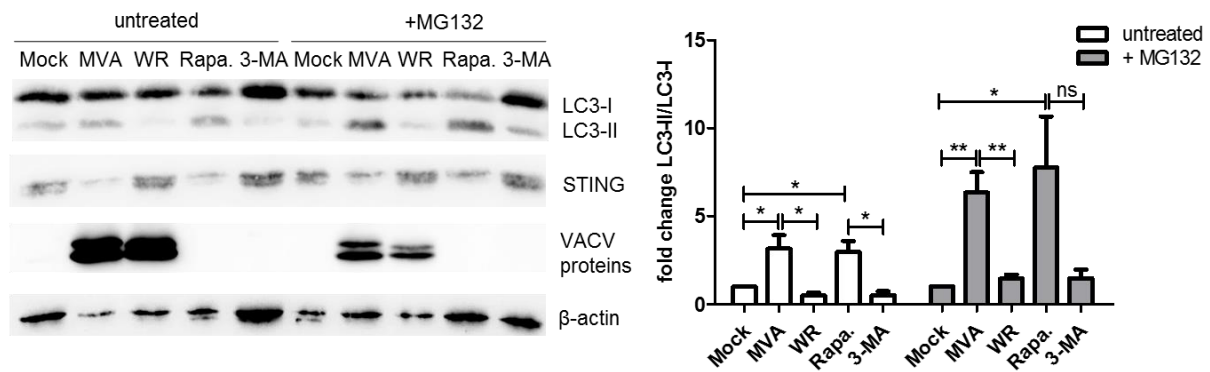 untreated
+MG132
Mock MVA WR Rapa. 3-MA Mock MVA WR Rapa. 3-MA
LC3-I
LC3-II
STING
VACV
proteins
β-actin
fold change LC3-II/LC3-I
15
10
5
0
untreated
+ MG132
* * * *
* ** ** ns
Mock MVA WR Rapa. 3-MA Mock MVA WR Rapa. 3-MA